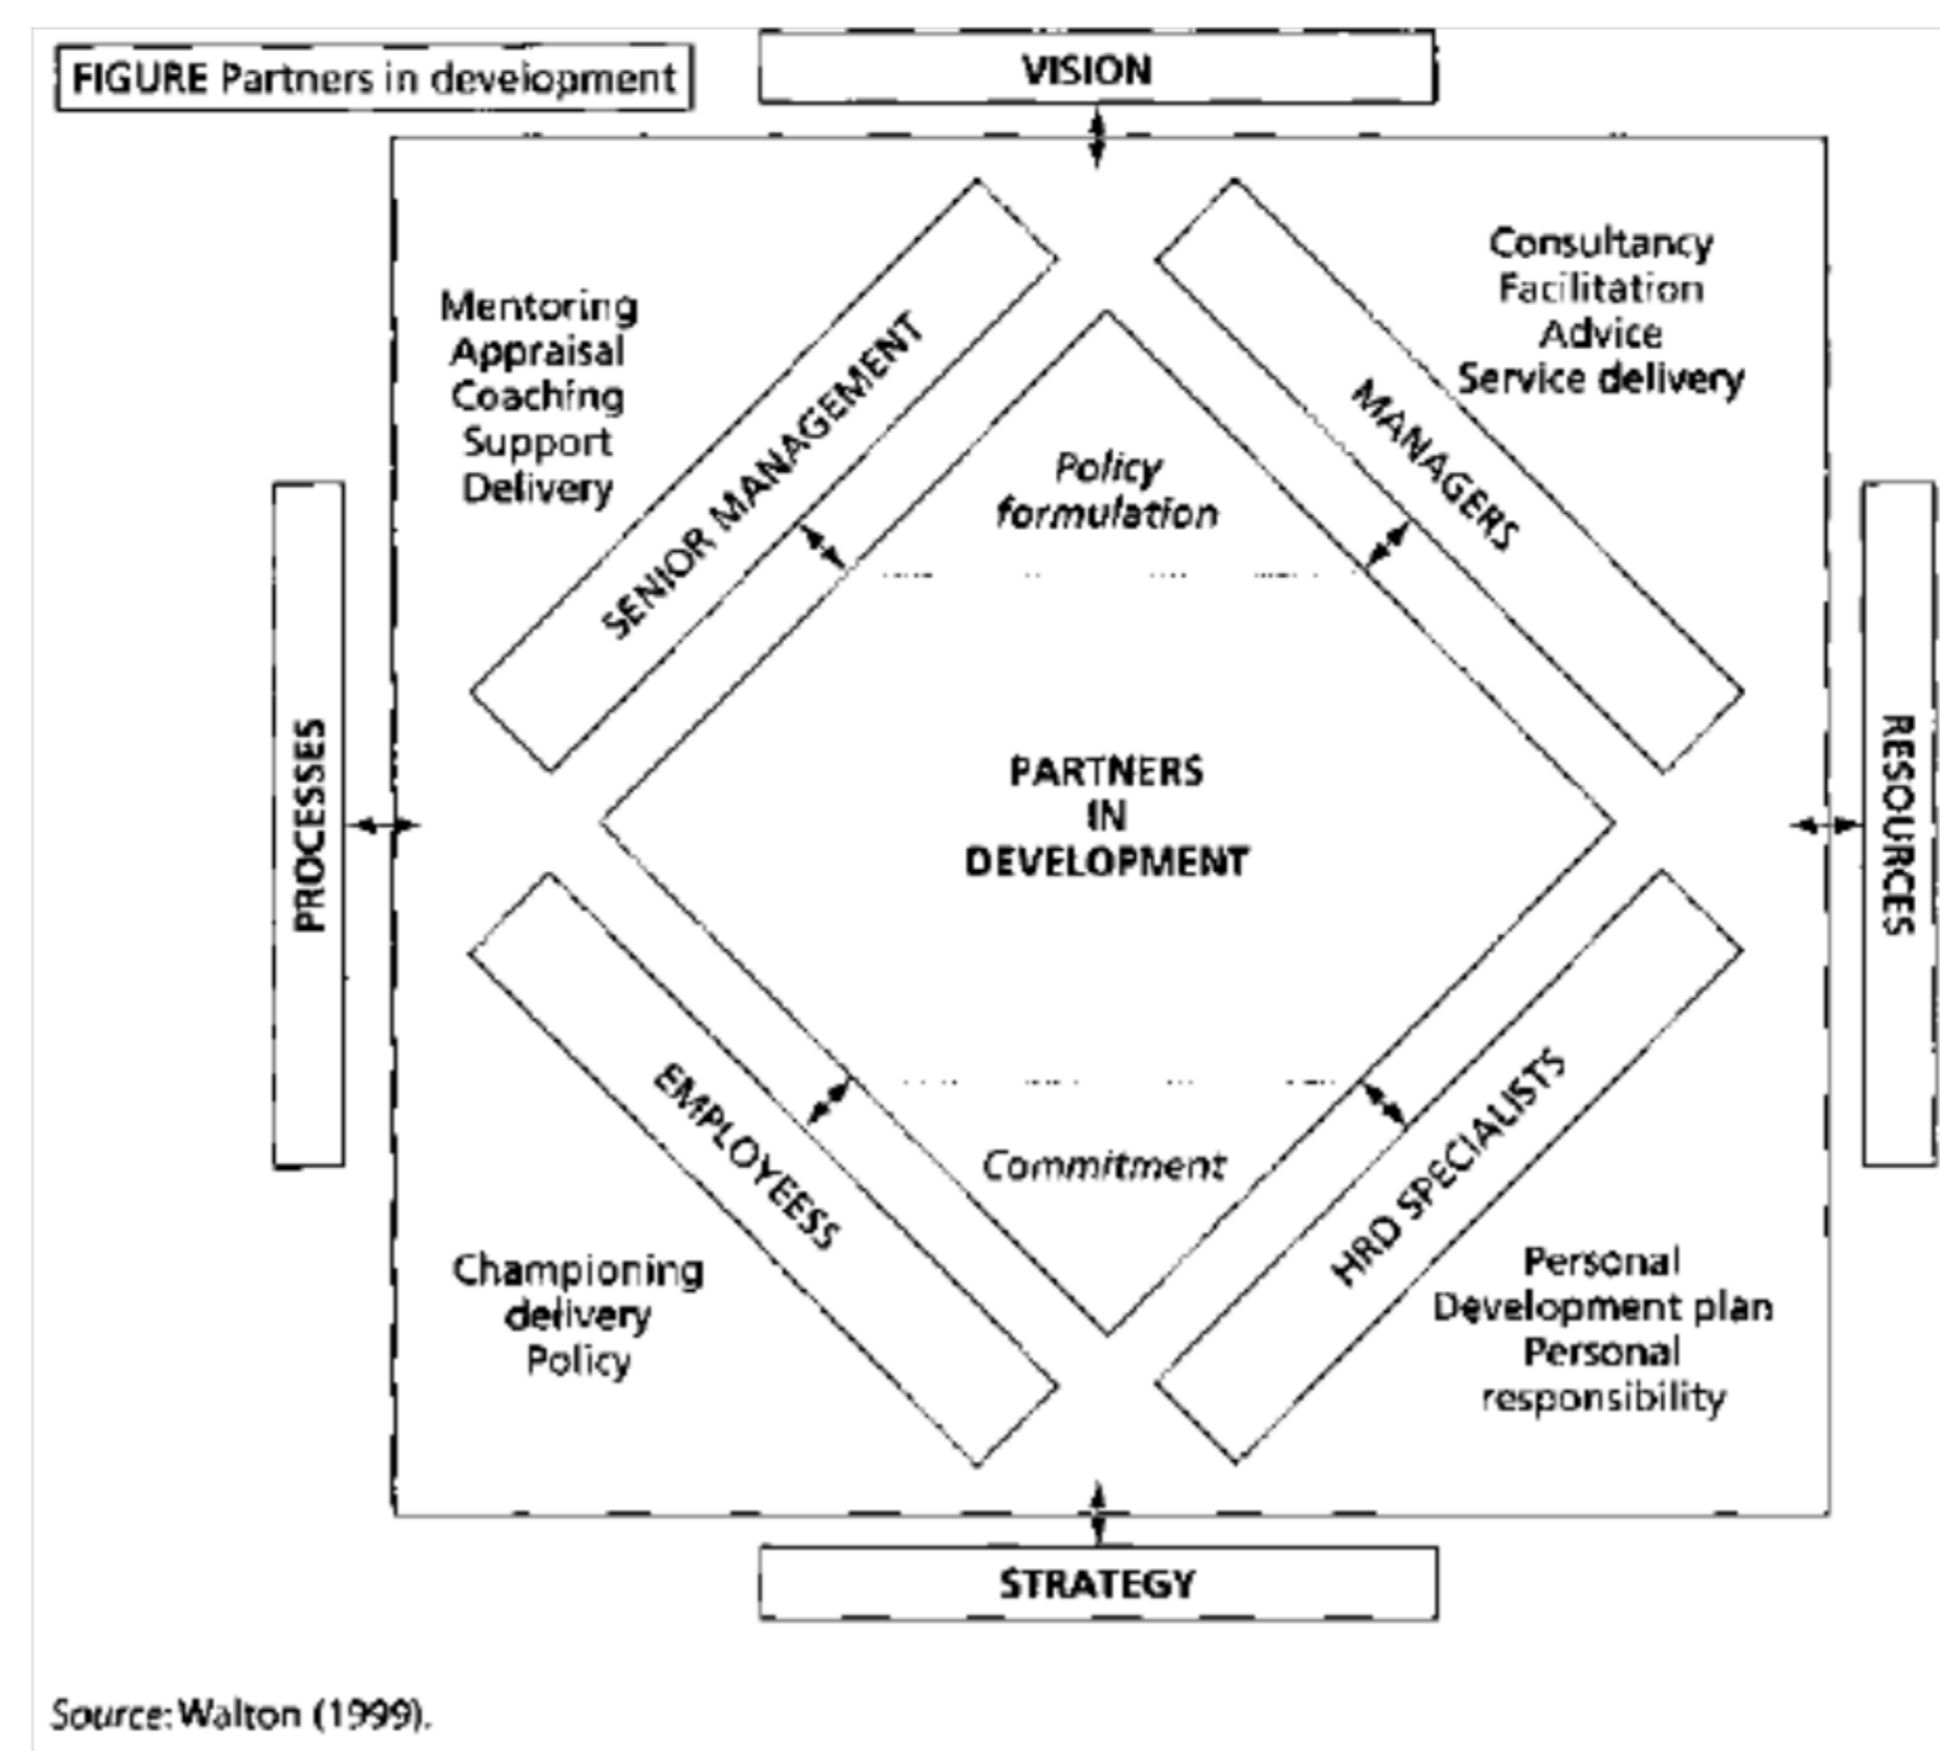 FIGURE Partners in development
VISION
Mentoring
Appraisal
Coaching
Support
Delivery
SENIOR MANAGEMENT
Consultancy
Facilitation
Advice
Service delivery
MANAGERS
Policy
formulation
PROCESSES
PARTNERS
IN
DEVELOPMENT
RESOURCES
EMPLOYEESS
Commitment
HRD SPECIALISTS
Championing
delivery
Policy
Personal
Development plan
Personal
responsibility
STRATEGY
Source: Walton (1999).